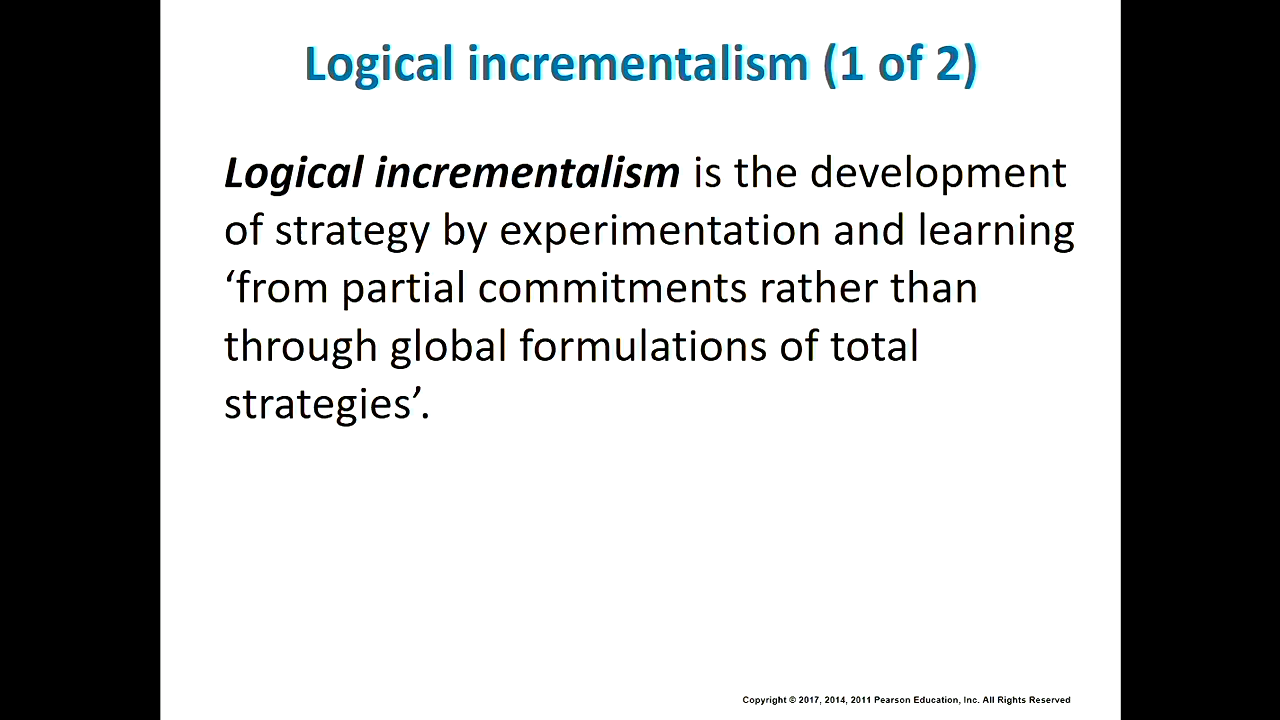 Logical incrementalism (1 of 2)
Logical incrementalism is the development
of strategy by experimentation and learning
‘from partial commitments rather than
through global formulations of total
strategies’.
Copyright © 2017, 2014, 2011 Pearson Education, Inc. All Rights Reserved